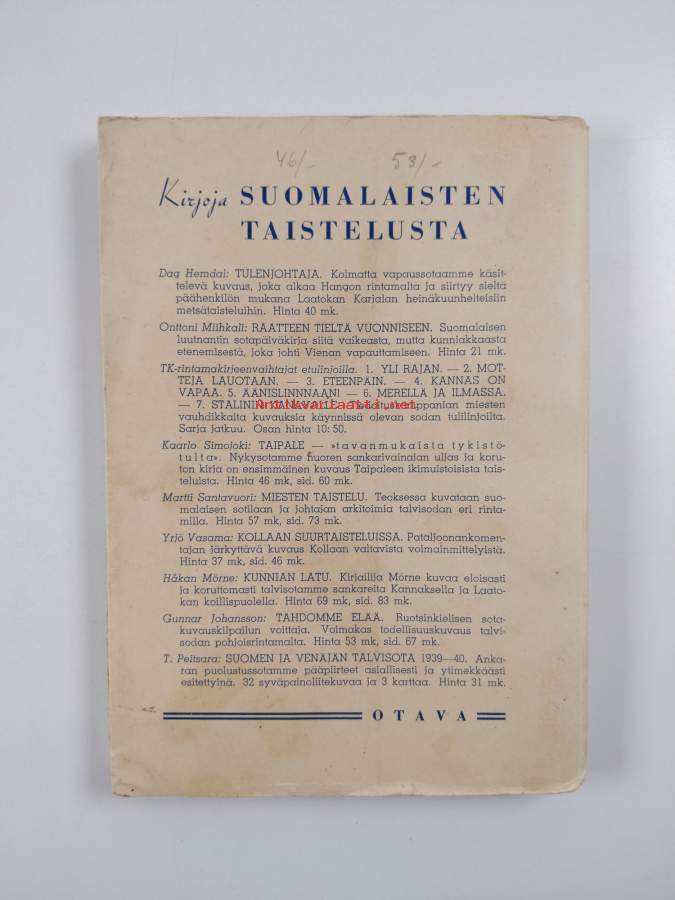 46/- 53/-
Kirjoja SUOMALAISTEN
TAISTELUSTA
Dag Hemdal: TULENJOHTAJA. Kolmatta vapaussotaamme käsit-
televä kuvaus, joka alkaa Hangon rintamalta ja siirtyy sieltä
päähenkilön mukana Laatokan Karjalan heinäkuunhelteisiin
metsätaisteluihin. Hinta 40 mk.
Onttoni Miihkali: RAATTEEN TIELTÄ VUONNISEEN. Suomalaisen
luutnantin sotapäiväkirja siitä vaikeasta, mutta kunniakkaasta
etenemisestä, joka johti Vienan vapauttamiseen. Hinta 21 mk.
TK-rintamakirjeenvaihtajat etulinjoilla. 1. YLI RAJAN. — 2. MOT-
TEJA LAUOTAAN. — 3. ETEENPÄIN. — 4. KANNAS ON
VAPAA. 5. ÄÄNISLINNNAAN! — 6. MERELLÄ JA ILMASSA.
— 7. STALININ miesten
Antikvaariaatti.net
vauhdikkaita kuvauksia käynnissä olevan sodan tulilinjoilta.
Sarja jatkuu. Osan hinta 10: 50.
Kaarlo Simojoki: TAIPALE — »tavanmukaista tykistö-
tulta». Nykysotamme nuoren sankarivainajan uljas ja koru-
ton kirja on ensimmäinen kuvaus Taipaleen ikimuistoisista tais-
teluista. Hinta 46 mk, sid. 60 mk.
Martti Santavuori: MIESTEN TAISTELU. Teoksessa kuvataan suo-
malaisen sotilaan ja johtajan arkitoimia talvisodan eri rinta-
milla. Hinta 57 mk, sid. 73 mk.
Yrjö Vasama: KOLLAAN SUURTAISTELUISSA. Pataljoonankomen-
tajan järkyttävä kuvaus Kollaan valtavista voimainmittelyistä.
Hinta 37 mk, sid. 46 mk.
Håkan Mörne: KUNNIAN LATU. Kirjailija Mörne kuvaa eloisasti
ja koruttomasti talvisotamme sankareita Kannaksella ja Laato-
kan koillispuolella. Hinta 69 mk, sid. 83 mk.
Gunnar Johansson: TAHDOMME ELÄÄ. Ruotsinkielisen sota-
kuvauskilpailun voittaja. Voimakas todellisuuskuvaus talvi-
sodan pohjoisrintamalta. Hinta 53 mk, sid. 67 mk.
T. Peitsara: SUOMEN JA VENÄJÄN TALVISOTA 1939—40. Anka-
ran puolustussotamme pääpiirteet asiallisesti ja ytimekkäästi
esitettyinä. 32 syväpainoliitekuvaa ja 3 karttaa. Hinta 31 mk.
OTAVA